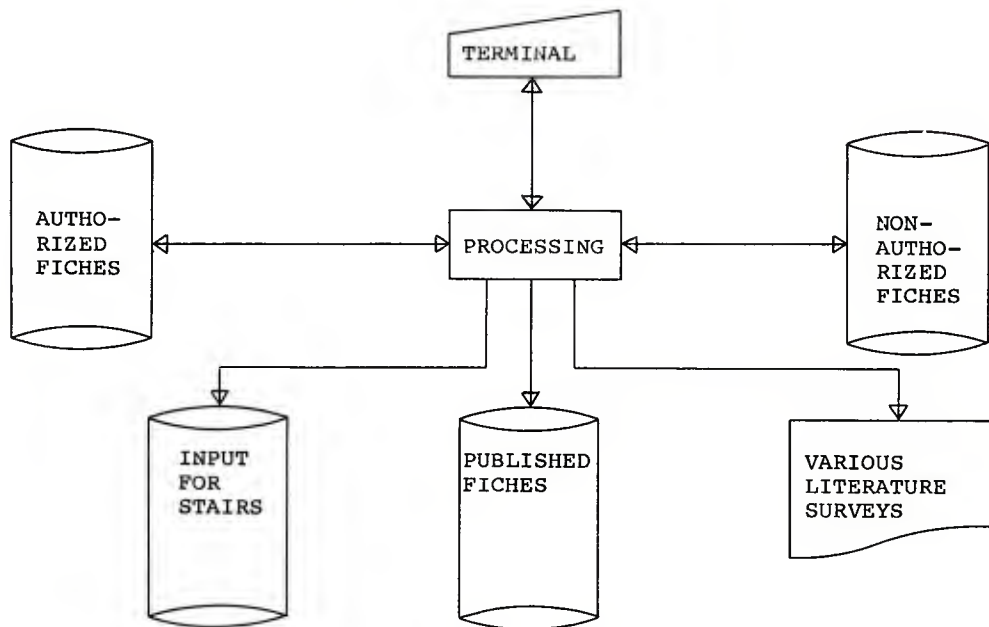 TERMINAL
AUTHO-
RIZED
FICHES
PROCESSING
NON-
AUTHO-
RIZED
FICHES
INPUT
FOR
STAIRS
PUBLISHED
FICHES
VARIOUS
LITERATURE
SURVEYS